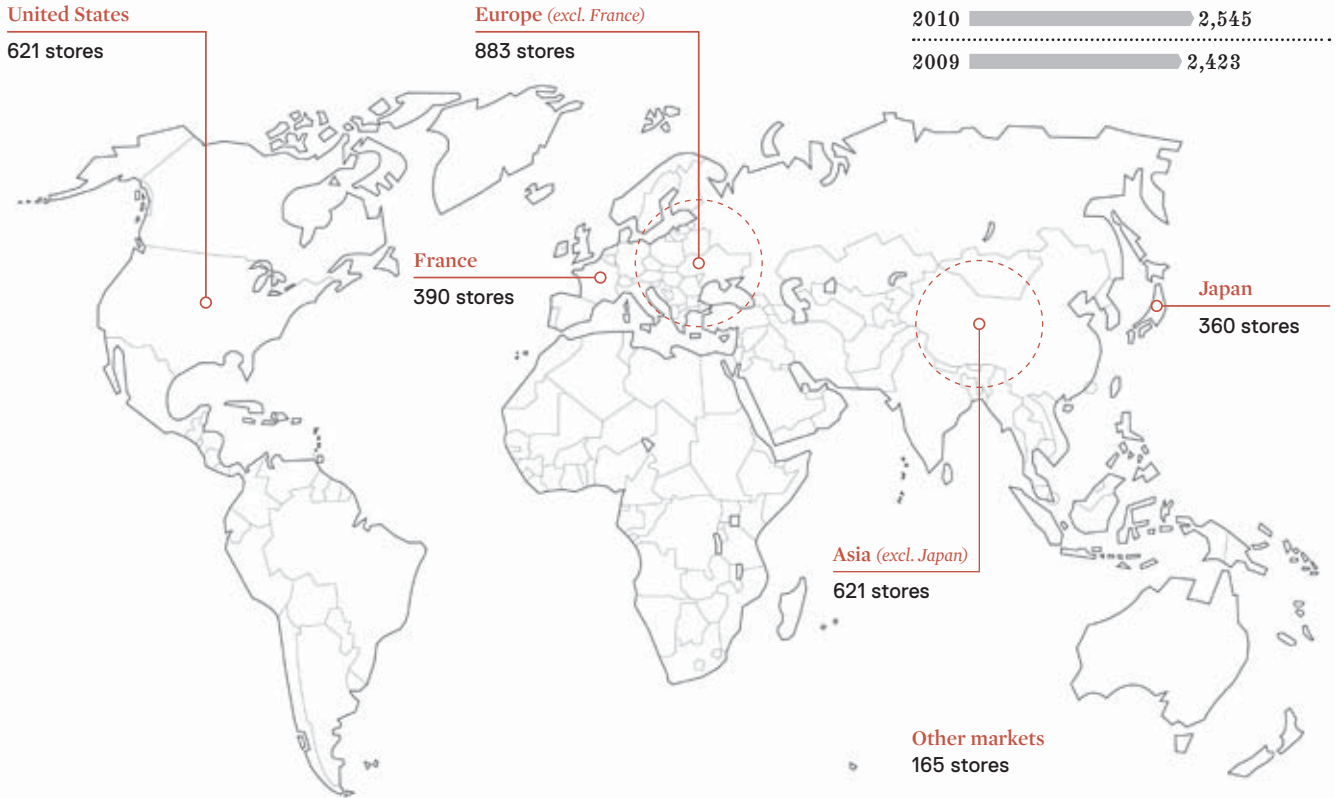 United States
621 stores
Europe (excl. France)
883 stores
2010 2,545
2009 2,423
France
390 stores
Japan
360 stores
Asia (excl. Japan)
621 stores
Other markets
165 stores